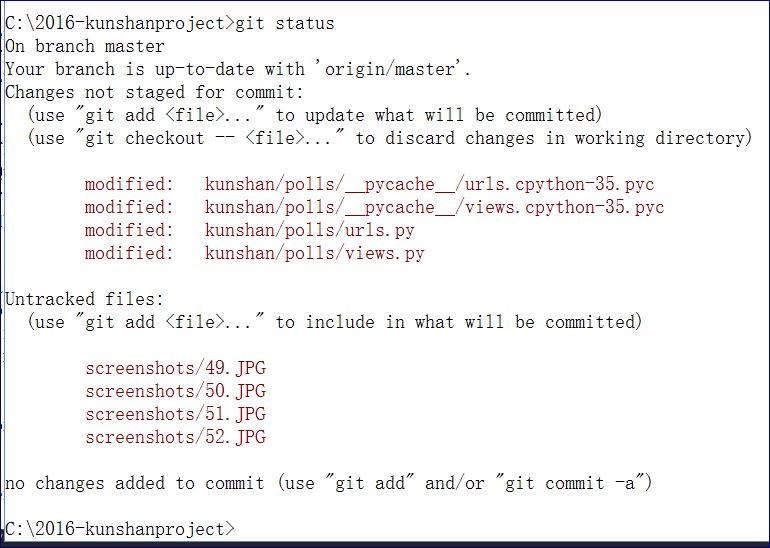 C:\2016-kunshanproject>git status
On branch master
Your branch is up-to-date with 'origin/master'.
Changes not staged for commit:
  (use "git add <file>..." to update what will be committed)
  (use "git checkout -- <file>..." to discard changes in working directory)

        modified:   kunshan/polls/__pycache__/urls.cpython-35.pyc
        modified:   kunshan/polls/__pycache__/views.cpython-35.pyc
        modified:   kunshan/polls/urls.py
        modified:   kunshan/polls/views.py

Untracked files:
  (use "git add <file>..." to include in what will be committed)

        screenshots/49.JPG
        screenshots/50.JPG
        screenshots/51.JPG
        screenshots/52.JPG

no changes added to commit (use "git add" and/or "git commit -a")

C:\2016-kunshanproject>